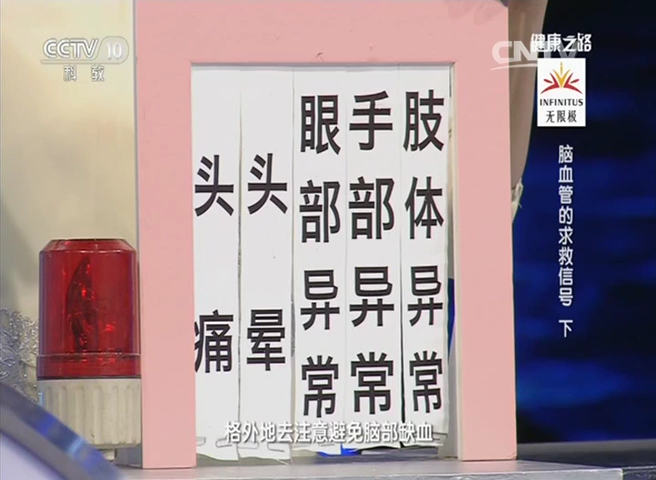 CCTV 10
科教
健康之路
CNTV
INFINITUS
无限极
脑血管的求救信号 下
头痛
头晕
眼部异常
手部异常
肢体异常
格外地去注意避免脑部缺血